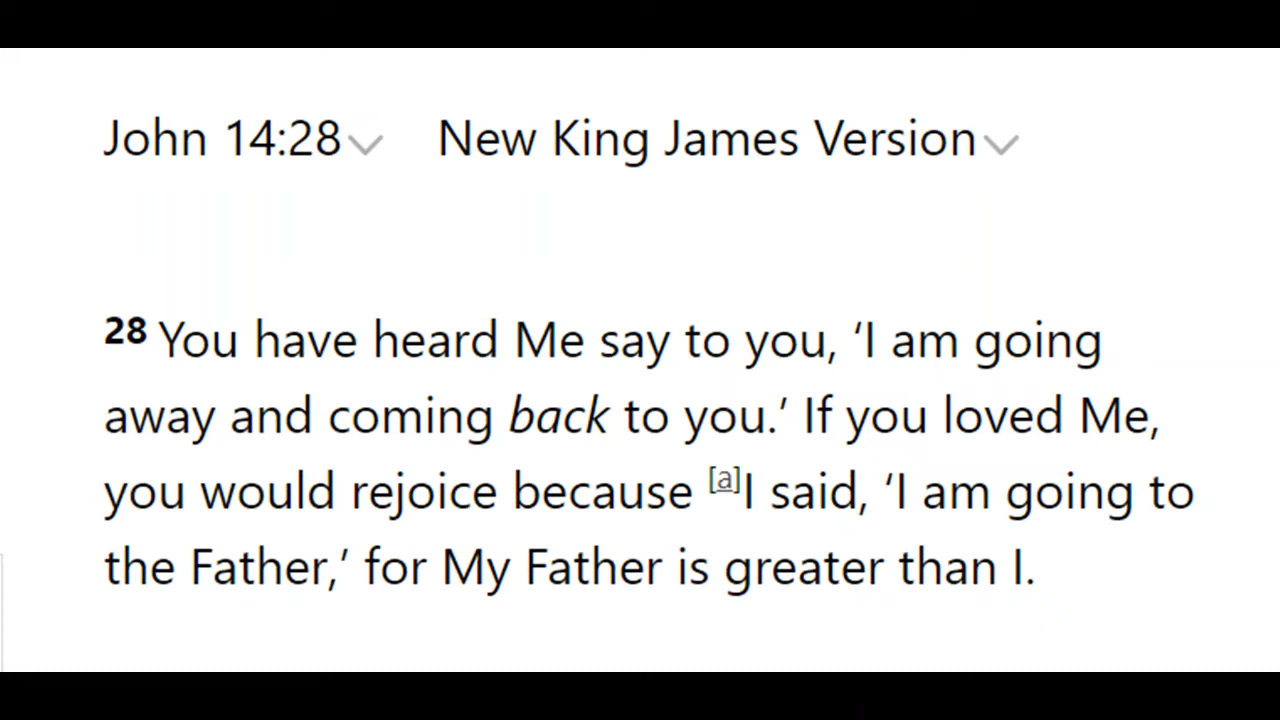 John 14:28 New King James Version
28 You have heard Me say to you, ‘I am going
away and coming back to you.’ If you loved Me,
you would rejoice because [a]I said, ‘I am going to
the Father,’ for My Father is greater than I.